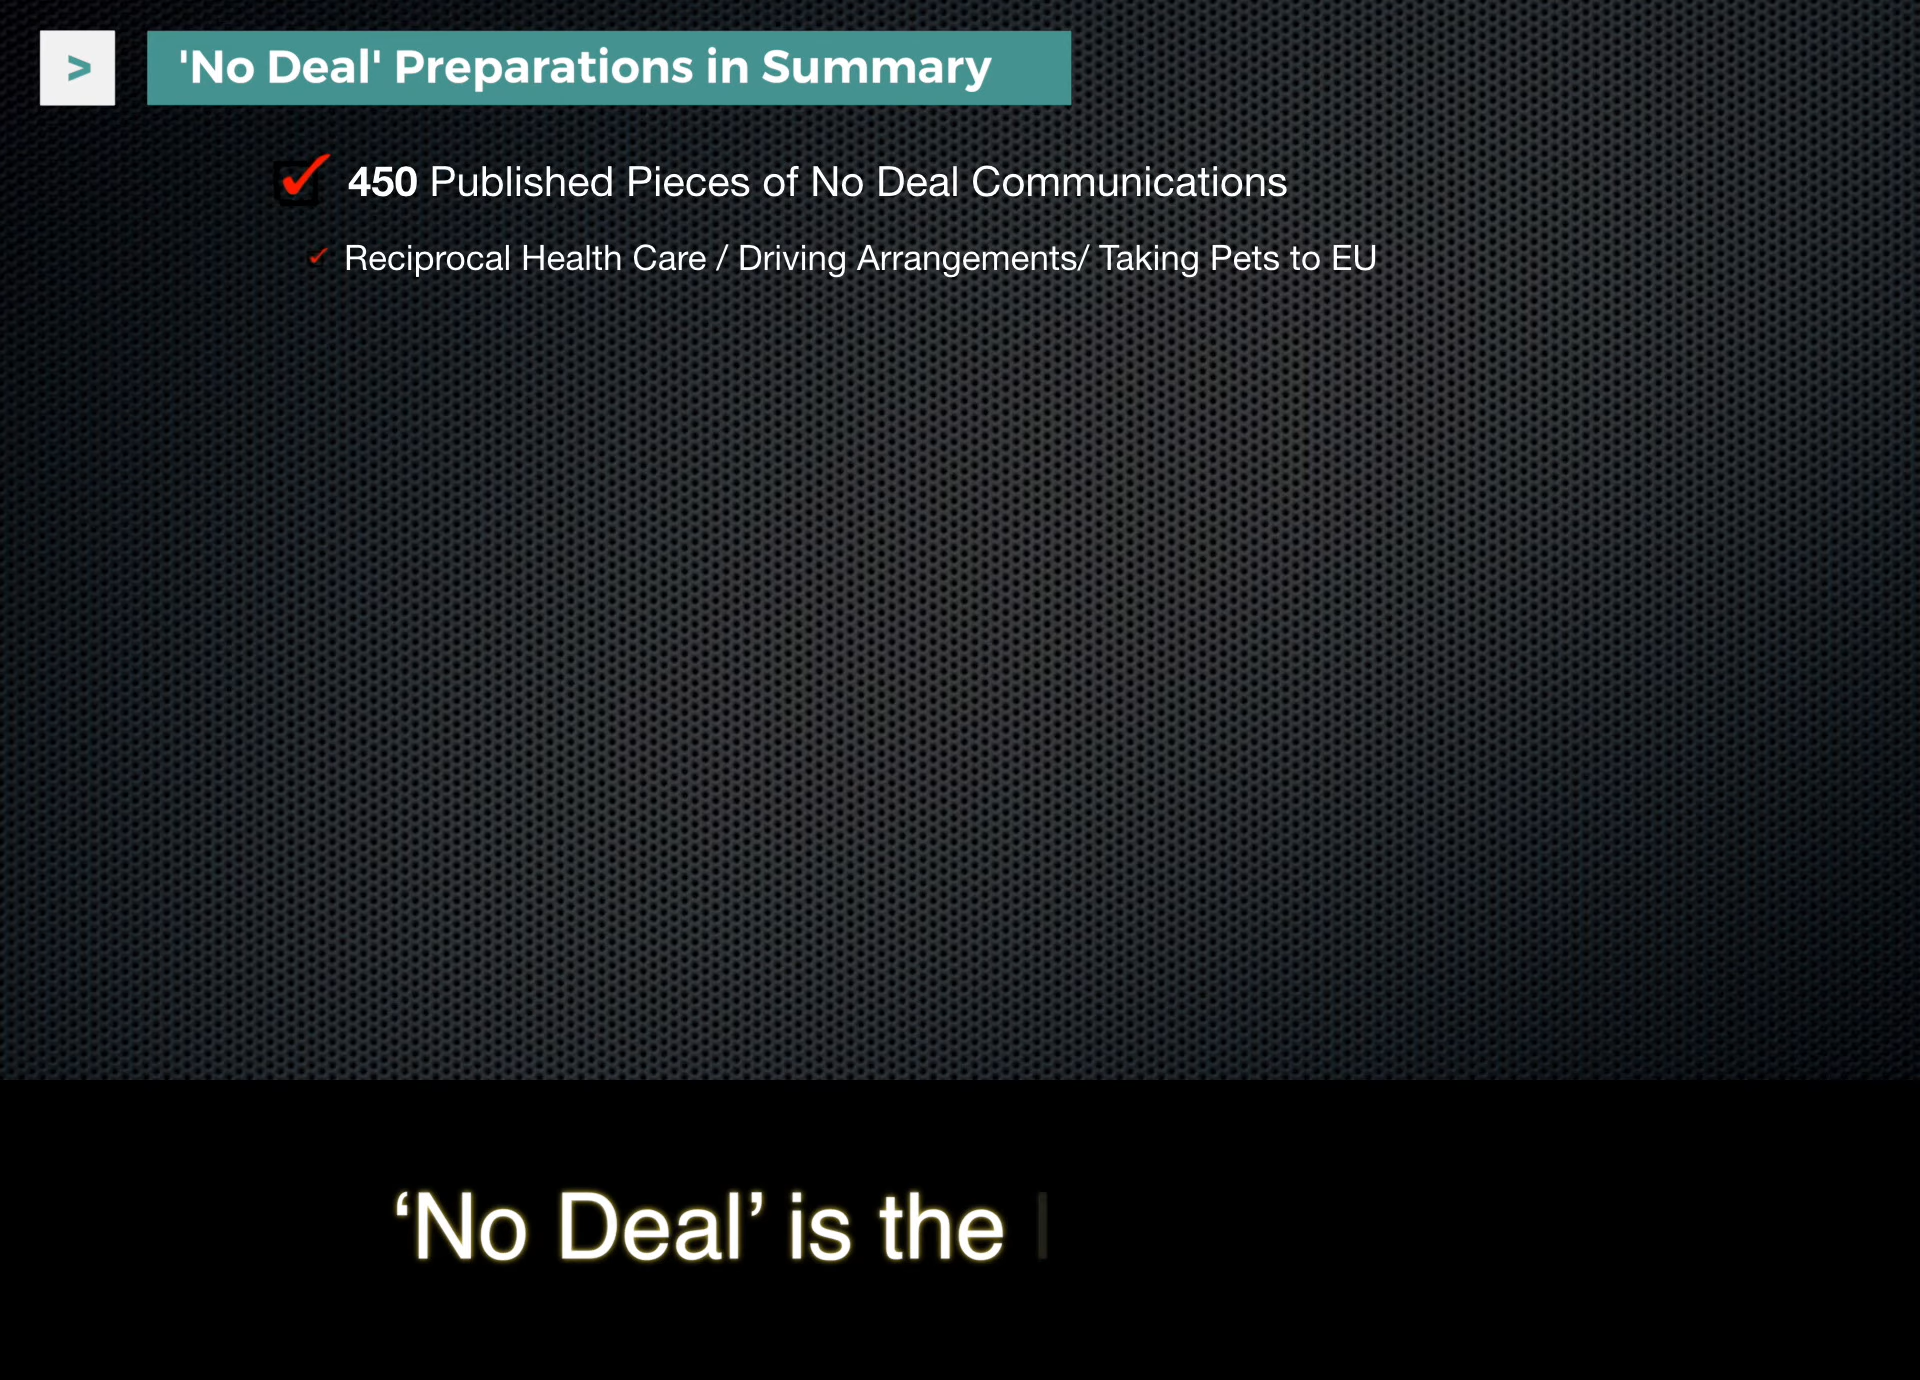 >
'No Deal' Preparations in Summary
450 Published Pieces of No Deal Communications
Reciprocal Health Care / Driving Arrangements/ Taking Pets to EU
‘No Deal’ is the